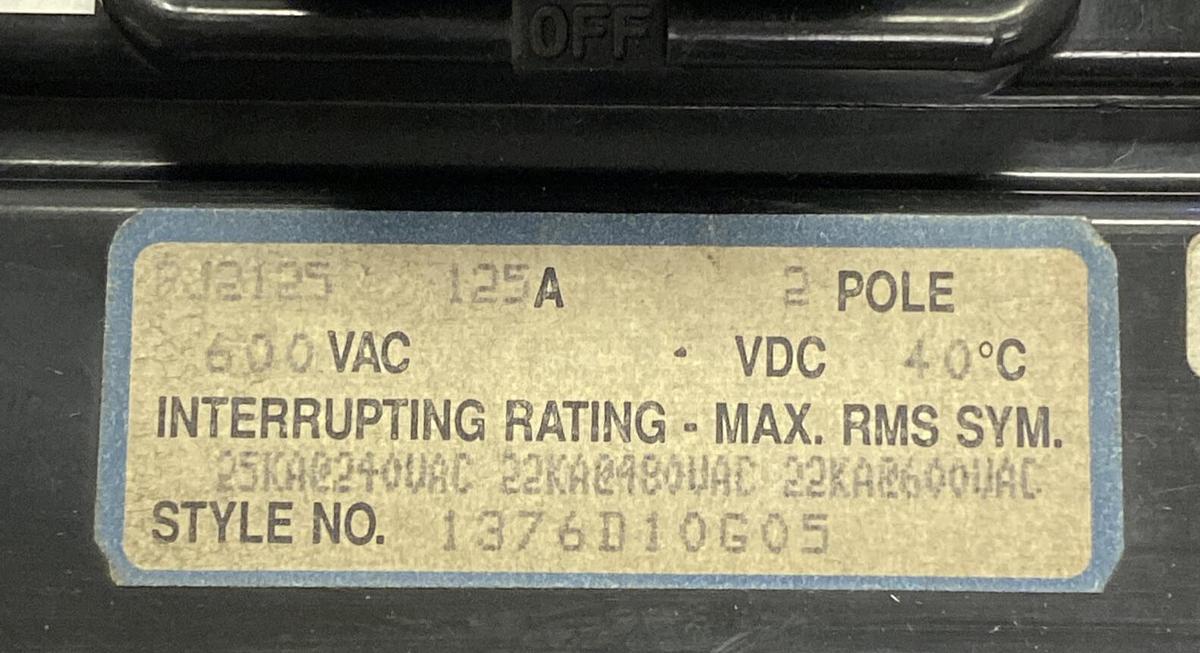 OFF
125A 2 POLE
600 VAC - VDC 40°C
INTERRUPTING RATING - MAX. RMS SYM.
25KA@240VAC 22KA@480VAC 22KA@600VAC
STYLE NO. 1376D10G05